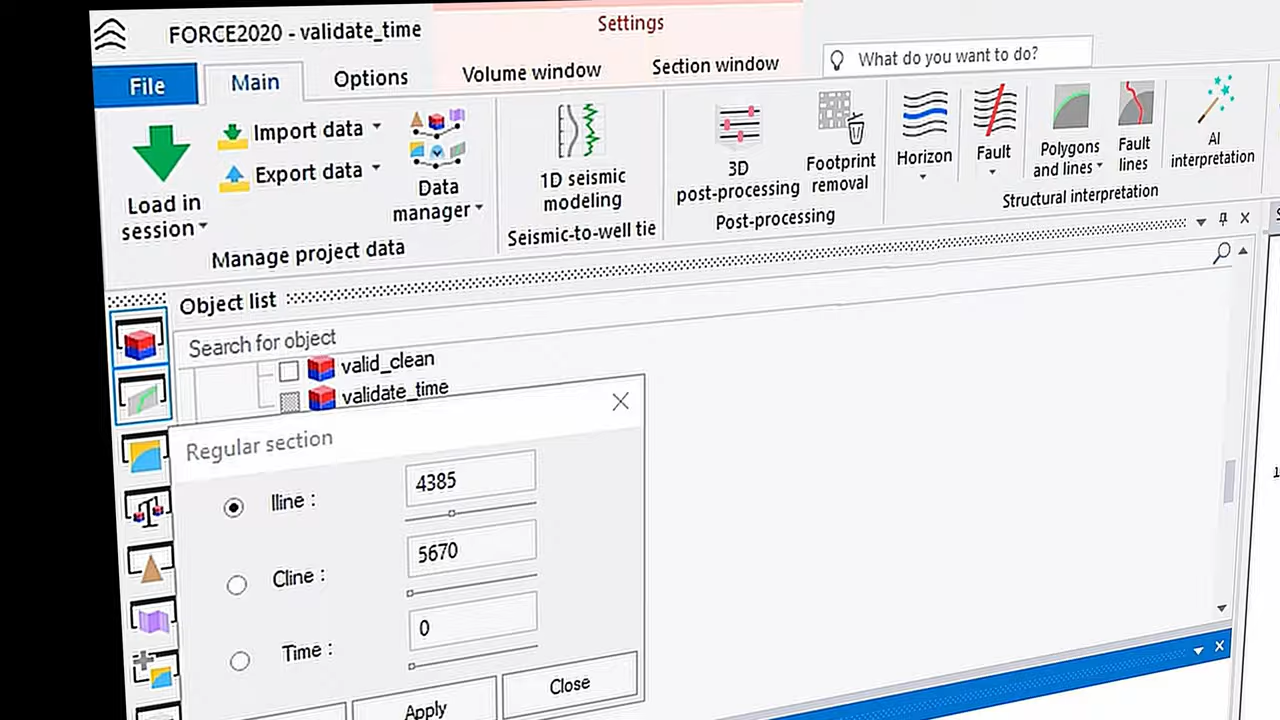 FORCE2020 - validate_time
Settings
File
Main
Options
Volume window
Section window
What do you want to do?
Load in
session
Import data
Export data
Data
manager
Manage project data
1D seismic
modeling
Seismic-to-well tie
3D
post-processing
Footprint
removal
Post-processing
Horizon
Fault
Polygons
and lines
Fault
lines
Structural interpretation
AI
interpretation
Object list
Search for object
valid_clean
validate_time
Regular section
Iline :
4385
Cline :
5670
Time :
0
Apply
Close